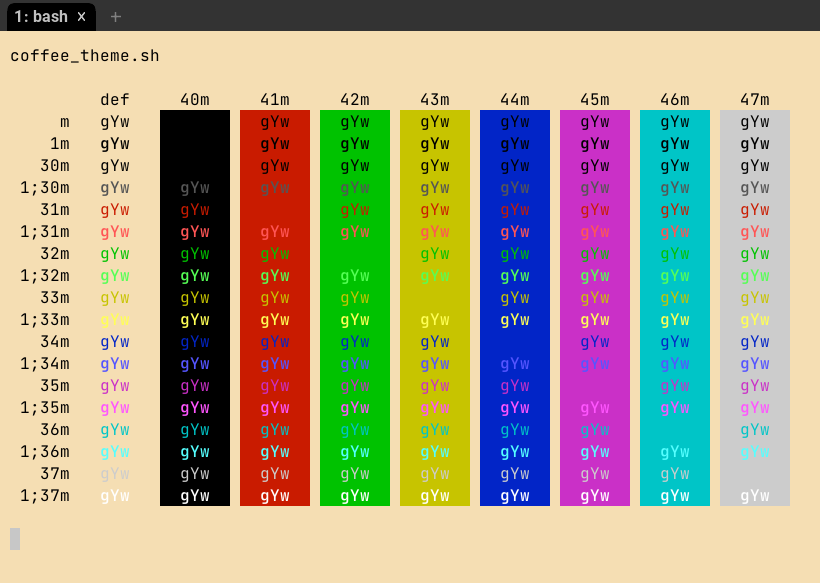 1: bash x +
coffee_theme.sh
def 40m 41m 42m 43m 44m 45m 46m 47m
m gYw gYw gYw gYw gYw gYw gYw gYw
1m gYw gYw gYw gYw gYw gYw gYw gYw
30m gYw gYw gYw gYw gYw gYw gYw gYw
1;30m gYw gYw gYw gYw gYw gYw gYw gYw gYw
31m gYw gYw gYw gYw gYw gYw gYw gYw
1;31m gYw gYw gYw gYw gYw gYw gYw gYw gYw
32m gYw gYw gYw gYw gYw gYw gYw gYw
1;32m gYw gYw gYw gYw gYw gYw gYw gYw gYw
33m gYw gYw gYw gYw gYw gYw gYw gYw
1;33m gYw gYw gYw gYw gYw gYw gYw gYw gYw
34m gYw gYw gYw gYw gYw gYw gYw gYw
1;34m gYw gYw gYw gYw gYw gYw gYw gYw gYw
35m gYw gYw gYw gYw gYw gYw gYw gYw
1;35m gYw gYw gYw gYw gYw gYw gYw gYw gYw
36m gYw gYw gYw gYw gYw gYw gYw gYw
1;36m gYw gYw gYw gYw gYw gYw gYw gYw gYw
37m gYw gYw gYw gYw gYw gYw gYw gYw
1;37m gYw gYw gYw gYw gYw gYw gYw gYw gYw